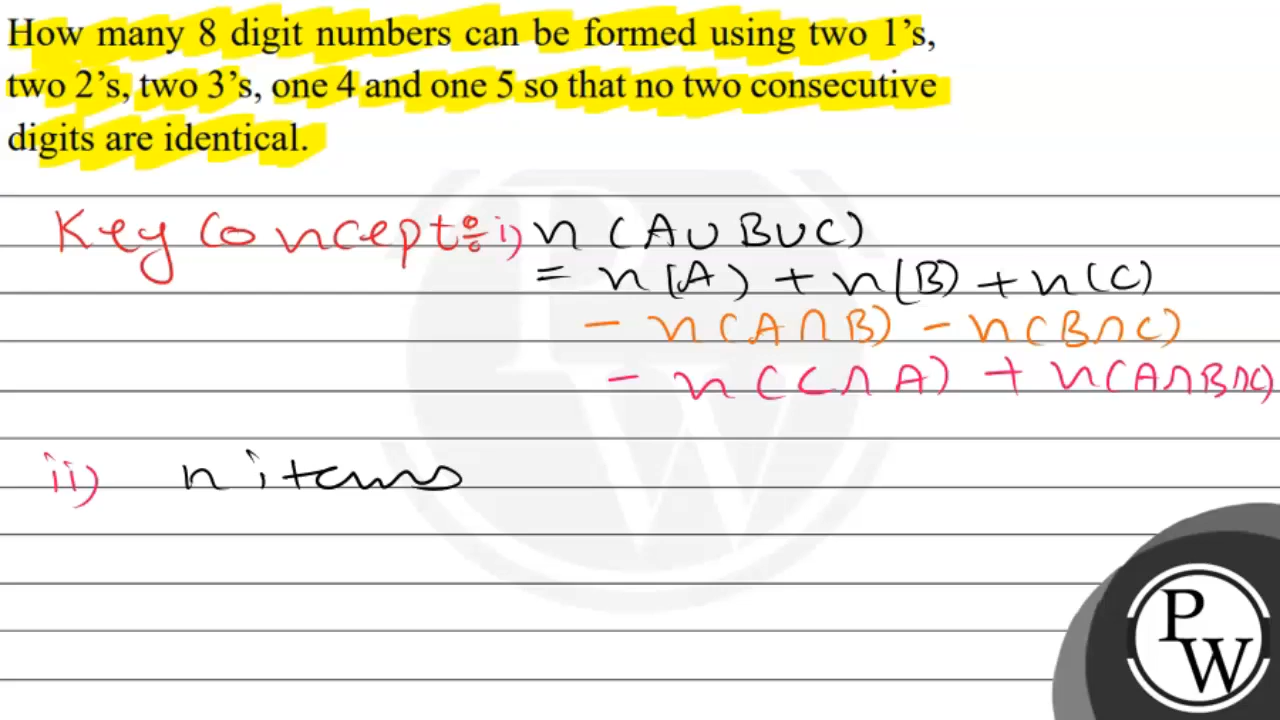 How many 8 digit numbers can be formed using two 1’s,
two 2’s, two 3’s, one 4 and one 5 so that no two consecutive
digits are identical.
Key Concept:- i) n (A∪B∪C)
= n(A) + n(B) + n(C)
- n(A∩B) - n(B∩C)
- n(C∩A) + n(A∩B∩C)
ii) n items
P
W
P
W